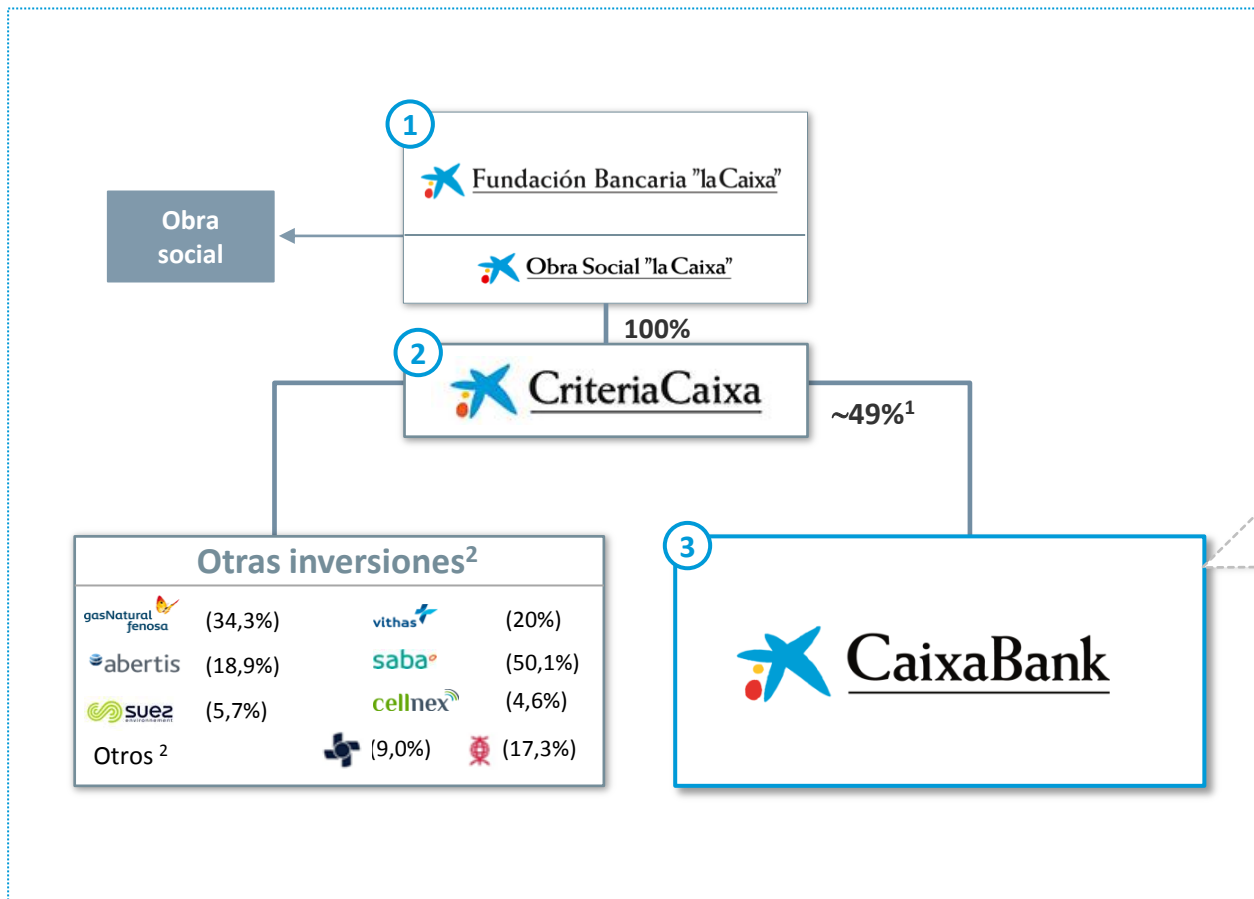 1
Fundación Bancaria "la Caixa"
Obra
social
Obra Social "la Caixa"
100%
2
CriteriaCaixa
~49%1
Otras inversiones2
gasNatural
fenosa
(34,3%)
vithas
(20%)
abertis
(18,9%)
saba
(50,1%)
suez
environnement
(5,7%)
cellnex
(4,6%)
Otros 2
(9,0%)
(17,3%)
3
CaixaBank